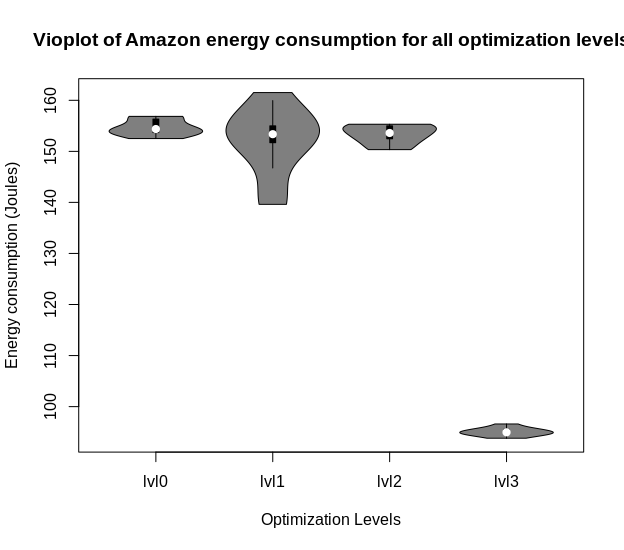 Vioplot of Amazon energy consumption for all optimization levels
Energy consumption (Joules)
160
150
140
130
120
110
100
lvl0 lvl1 lvl2 lvl3
Optimization Levels